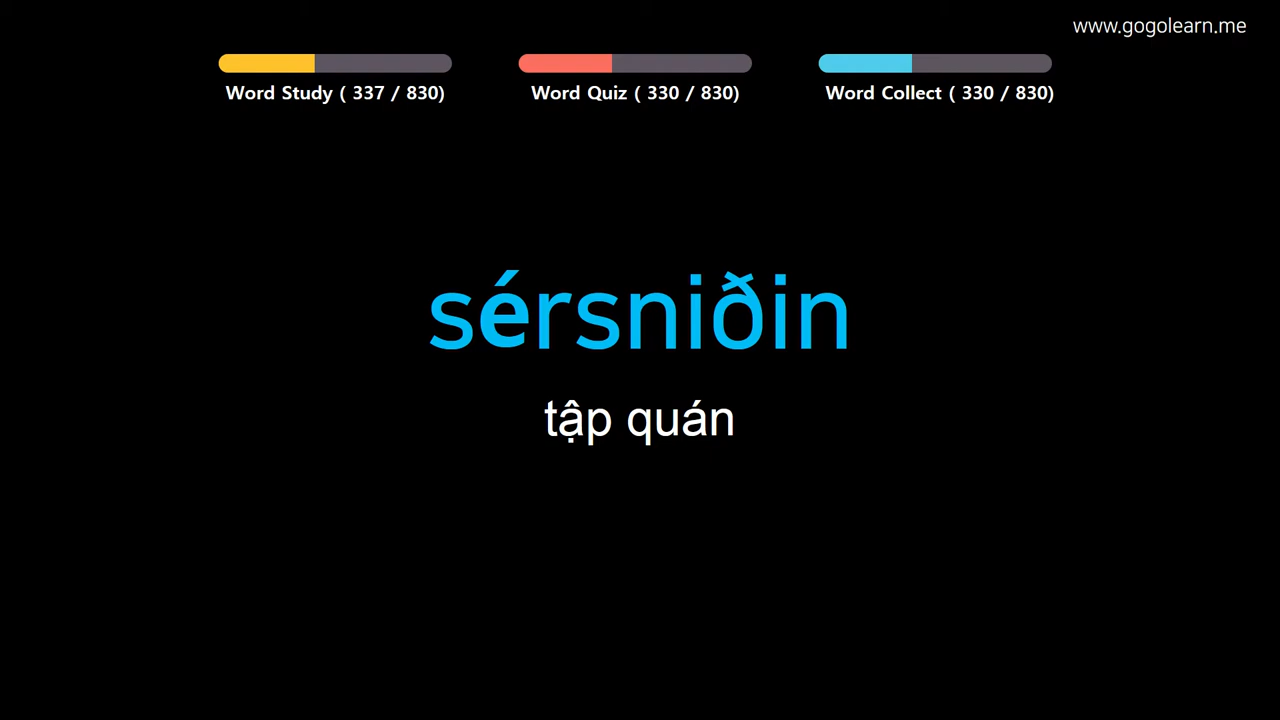 www.gogolearn.me
Word Study ( 337 / 830)
Word Quiz ( 330 / 830)
Word Collect ( 330 / 830)
sérsniðin
tập quán